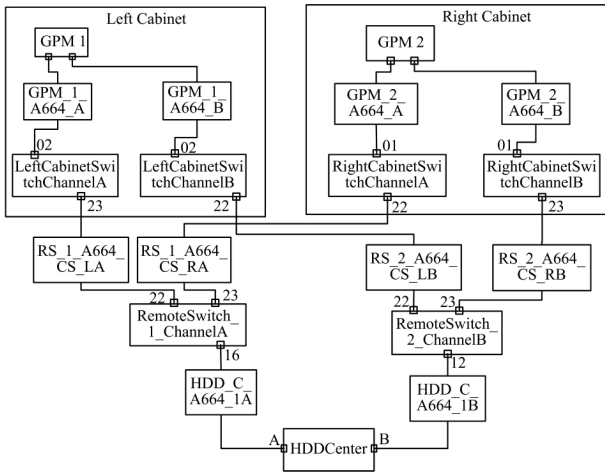 Left Cabinet
Right Cabinet
GPM 1
GPM 2
GPM_1_
A664_A
GPM_1_
A664_B
GPM_2_
A664_A
GPM_2_
A664_B
02
02
01
01
LeftCabinetSwi
tchChannelA
LeftCabinetSwi
tchChannelB
RightCabinetSwi
tchChannelA
RightCabinetSwi
tchChannelB
23
22
22
23
RS_1_A664_
CS_LA
RS_1_A664_
CS_RA
RS_2_A664_
CS_LB
RS_2_A664_
CS_RB
22
23
22
23
RemoteSwitch_
1_ChannelA
RemoteSwitch_
2_ChannelB
16
12
HDD_C_
A664_1A
HDD_C_
A664_1B
A
HDDCenter
B